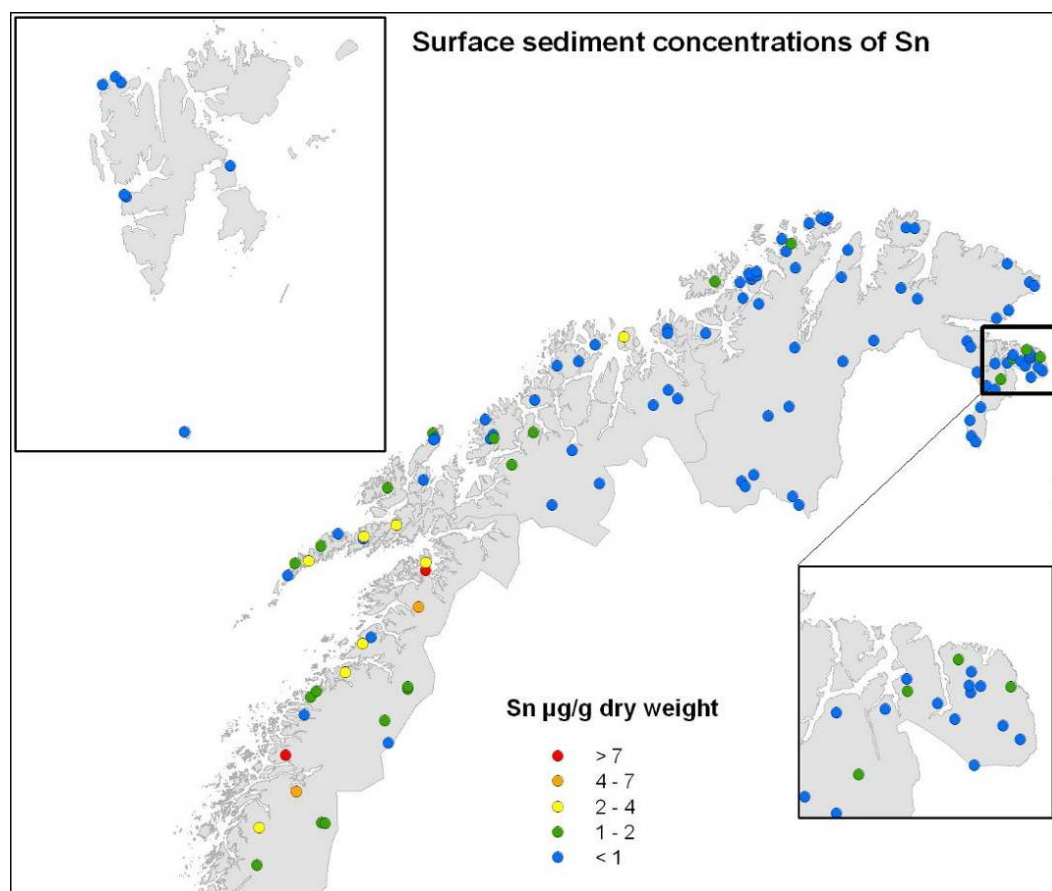 Surface sediment concentrations of Sn
Sn µg/g dry weight
> 7
4 - 7
2 - 4
1 - 2
< 1